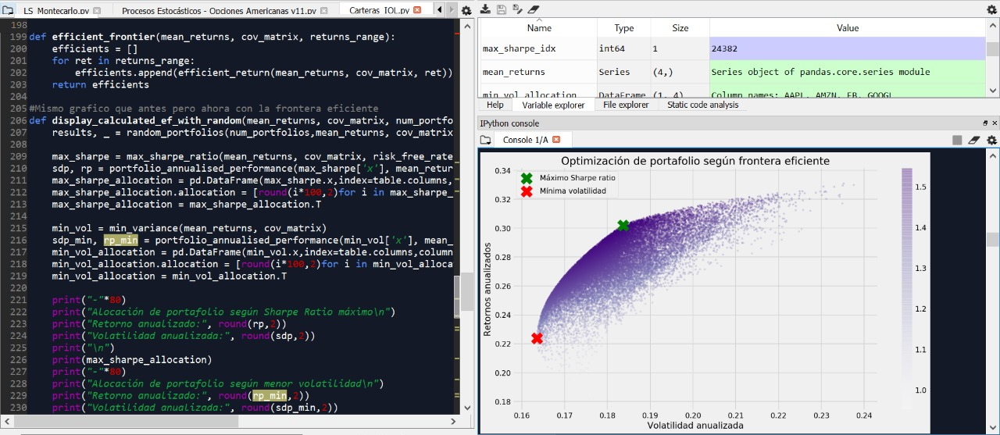 LS_Montecarlo.py
Procesos Estocásticos - Opciones Americanas v11.py
Carteras_IOL.py
198
199 def efficient_frontier(mean_returns, cov_matrix, returns_range):
200 efficients = []
201 for ret in returns_range:
202 efficients.append(efficient_return(mean_returns, cov_matrix, ret))
203 return efficients
204
205 #Mismo grafico que antes pero ahora con la frontera eficiente
206 def display_calculated_ef_with_random(mean_returns, cov_matrix, num_portfo
207 results, _ = random_portfolios(num_portfolios,mean_returns, cov_matrix
208
209 max_sharpe = max_sharpe_ratio(mean_returns, cov_matrix, risk_free_rate
210 sdp, rp = portfolio_annualised_performance(max_sharpe['x'], mean_retur
211 max_sharpe_allocation = pd.DataFrame(max_sharpe.x,index=table.columns,
212 max_sharpe_allocation.allocation = [round(i*100,2)for i in max_sharpe_
213 max_sharpe_allocation = max_sharpe_allocation.T
214
215 min_vol = min_variance(mean_returns, cov_matrix)
216 sdp_min, rp_min = portfolio_annualised_performance(min_vol['x'], mean_
217 min_vol_allocation = pd.DataFrame(min_vol.x,index=table.columns,column
218 min_vol_allocation.allocation = [round(i*100,2)for i in min_vol_alloca
219 min_vol_allocation = min_vol_allocation.T
220
221 print("-"*80)
222 print("Alocación de portafolio según Sharpe Ratio máximo\n")
223 print("Retorno anualizado:", round(rp,2))
224 print("Volatilidad anualizada:", round(sdp,2))
225 print("\n")
226 print(max_sharpe_allocation)
227 print("-"*80)
228 print("Alocación de portafolio según menor volatilidad\n")
229 print("Retorno anualizado:", round(rp_min,2))
230 print("Volatilidad anualizada:", round(sdp_min,2))
Name Type Size Value
max_sharpe_idx int64 1 24382
mean_returns Series (4,) Series object of pandas.core.series module
min_vol_allocation DataFrame (1, 4) Column names: AAPL, AMZN, FB, GOOGL
Help Variable explorer File explorer Static code analysis
IPython console
Console 1/A
Optimización de portafolio según frontera eficiente
Máximo Sharpe ratio
Mínima volatilidad
Retornos anualizados
0.34
0.32
0.30
0.28
0.26
0.24
0.22
0.20
0.18
0.16 0.17 0.18 0.19 0.20 0.21 0.22 0.23 0.24
Volatilidad anualizada
1.5
1.4
1.3
1.2
1.1
1.0